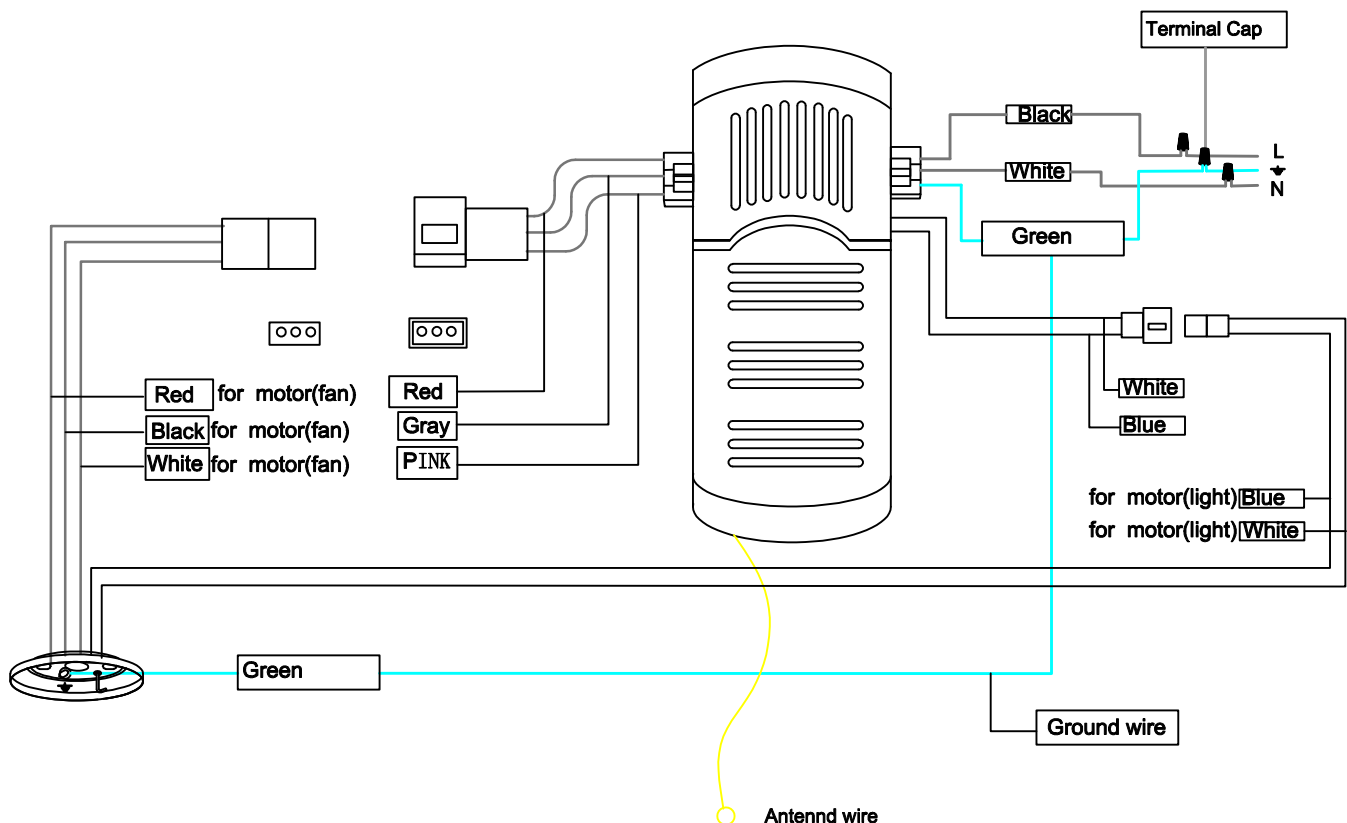 Terminal Cap
Black
L
White
N
Green
Red for motor(fan)
Red
White
Black for motor(fan)
Gray
Blue
White for motor(fan)
PINK
for motor(light) Blue
for motor(light) White
Green
L
Ground wire
Antennd wire